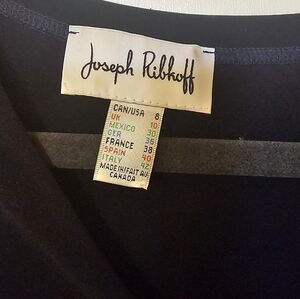 Joseph Ribkoff
CAN/USA 8
UK 10
MEXICO 30
GER 36
FRANCE 38
SPAIN 40
ITALY 42
MADE IN/FAIT AU
CANADA